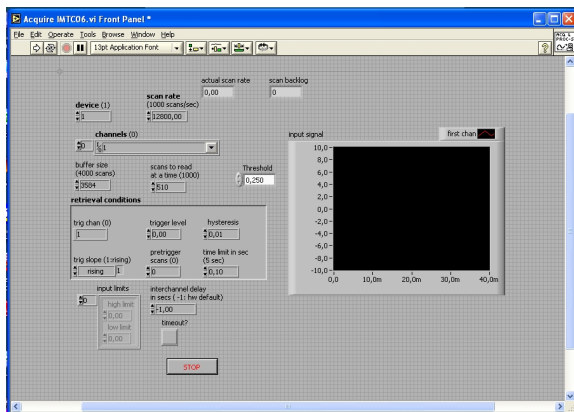 Acquire IMTC06.vi Front Panel *
File Edit Operate Tools Browse Window Help
13pt Application Font
?
ACQ &
PROC-S
actual scan rate
0,00
scan backlog
0
device (1)
1
scan rate
(1000 scans/sec)
12800,00
channels (0)
0
1
buffer size
(4000 scans)
3584
scans to read
at a time (1000)
510
Threshold
0,250
retrieval conditions
trig chan (0)
1
trigger level
0,00
hysteresis
0,01
trig slope (1:rising)
rising 1
pretrigger
scans (0)
0
time limit in sec
(5 sec)
0,10
input limits
0
high limit
0,00
low limit
0,00
interchannel delay
in secs ( -1: hw default)
-1,00
timeout?
STOP
input signal
first chan
10,0
8,0
6,0
4,0
2,0
0,0
-2,0
-4,0
-6,0
-8,0
-10,0
0,0 10,0m 20,0m 30,0m 40,0m